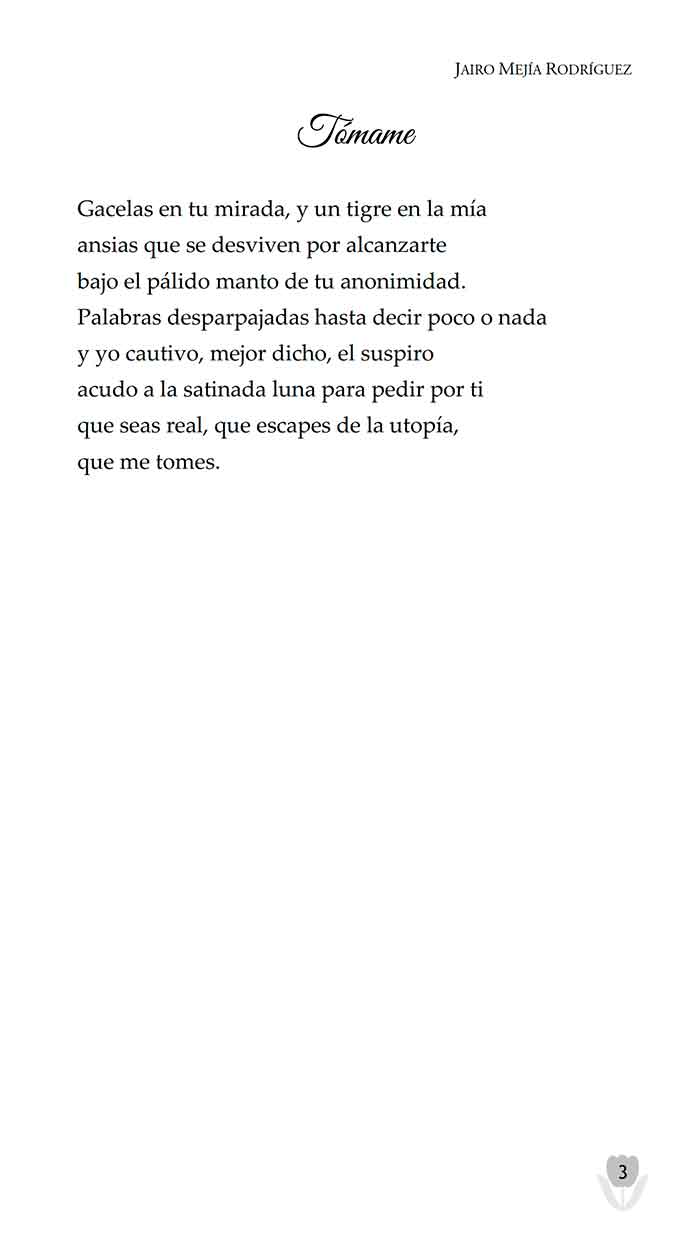 JAIRO MEJÍA RODRÍGUEZ
Tómame
Gacelas en tu mirada, y un tigre en la mía
ansias que se desviven por alcanzarte
bajo el pálido manto de tu anonimidad.
Palabras desparpajadas hasta decir poco o nada
y yo cautivo, mejor dicho, el suspiro
acudo a la satinada luna para pedir por ti
que seas real, que escapes de la utopía,
que me tomes.
3